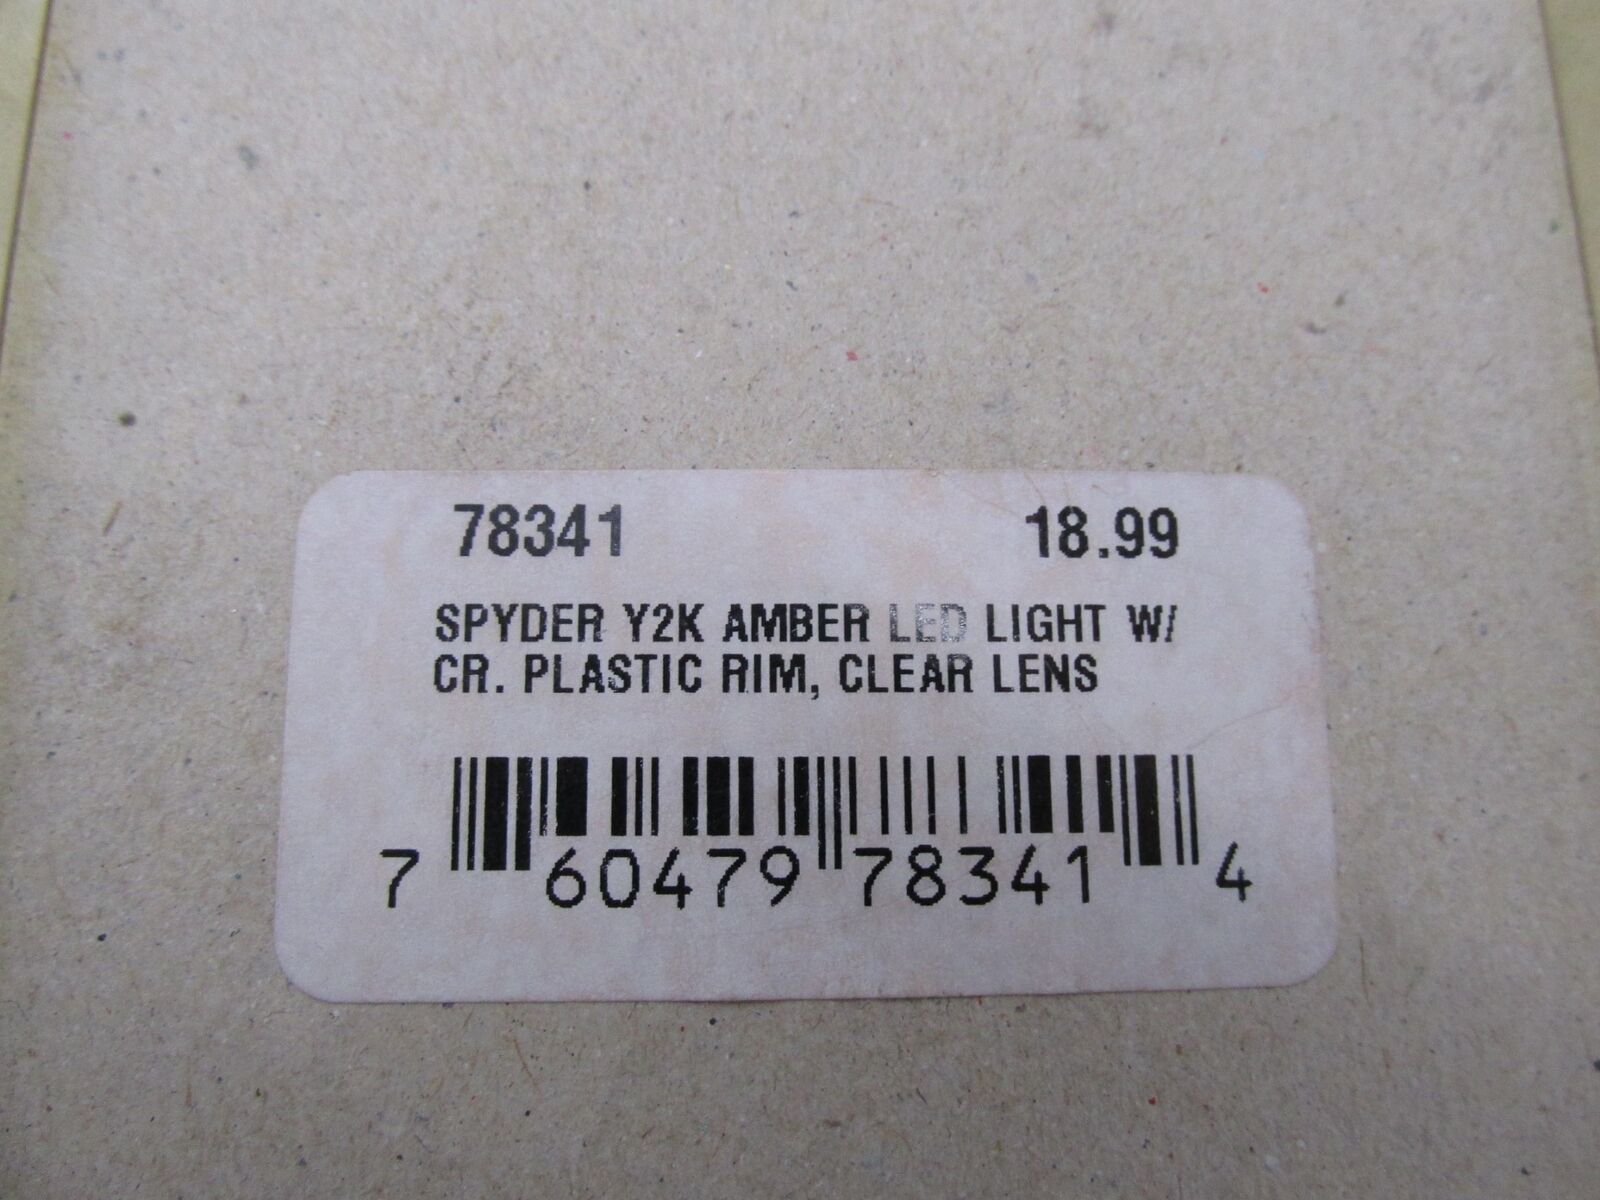 78341 18.99
SPYDER Y2K AMBER LED LIGHT W/
CR. PLASTIC RIM, CLEAR LENS
7 60479 78341 4